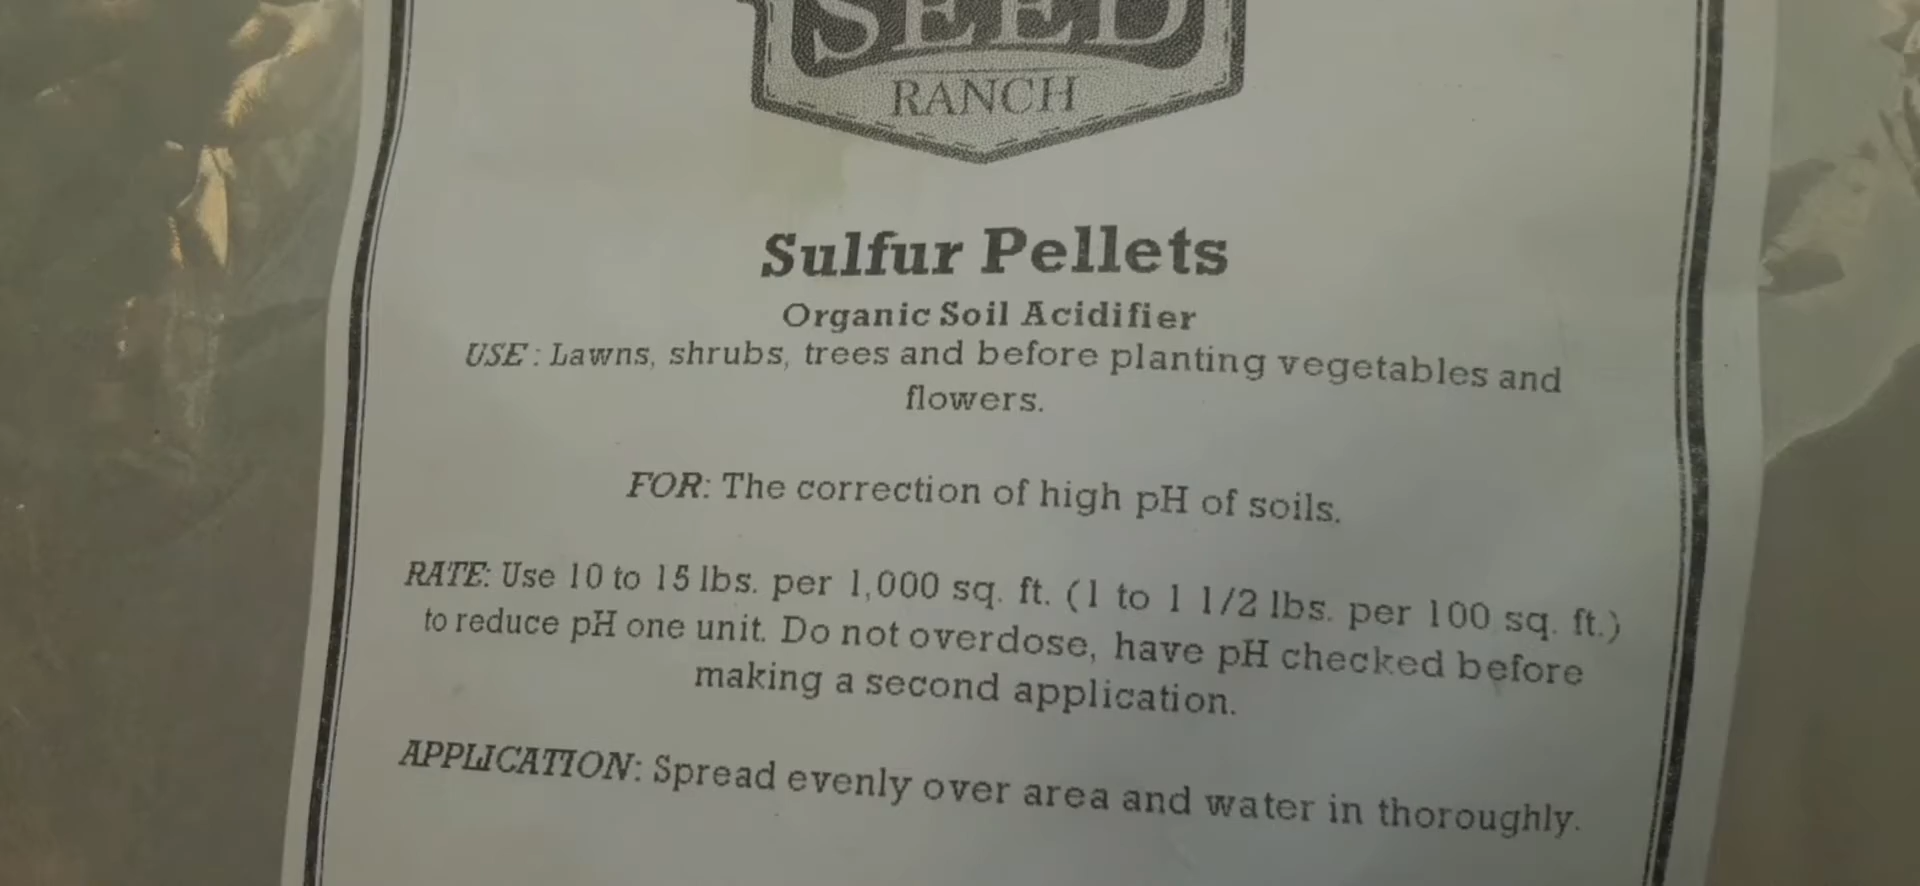 SEED
RANCH
Sulfur Pellets
Organic Soil Acidifier
USE: Lawns, shrubs, trees and before planting vegetables and
flowers.
FOR: The correction of high pH of soils.
RATE: Use 10 to 15 lbs. per 1,000 sq. ft. (1 to 1 1/2 lbs. per 100 sq. ft.)
to reduce pH one unit. Do not overdose, have pH checked before
making a second application.
APPLICATION: Spread evenly over area and water in thoroughly.